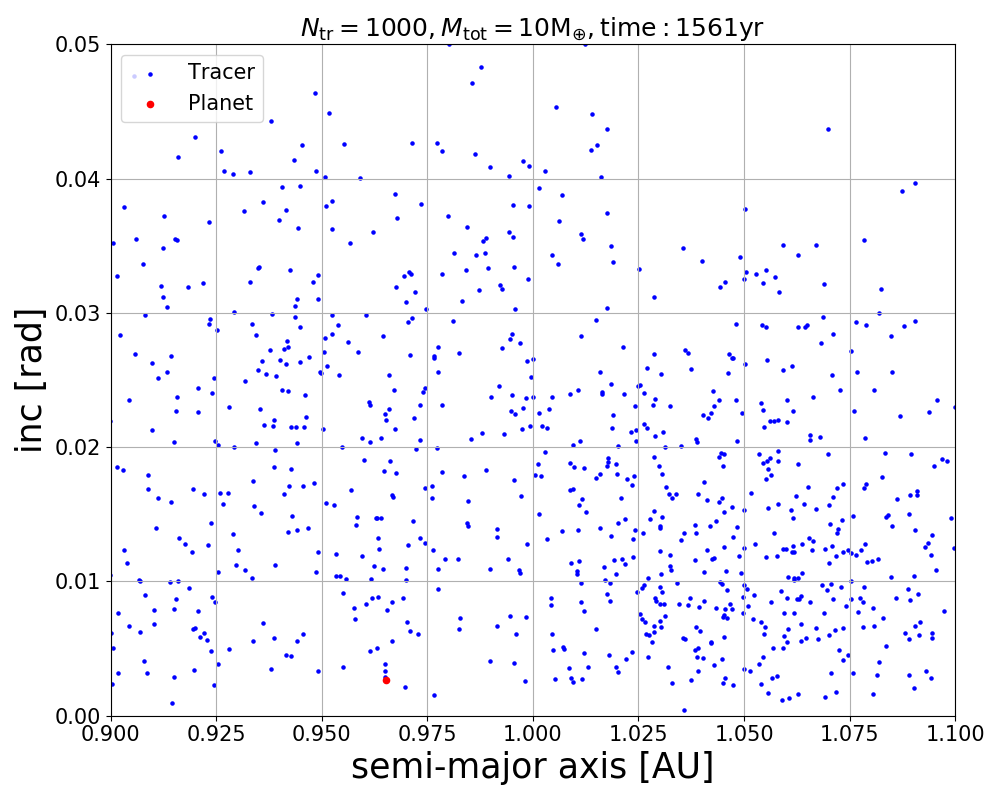 N_tr = 1000, M_tot = 10M_⊕, time : 1561yr
0.05
0.04
0.03
0.02
0.01
0.00
inc [rad]
Tracer
Planet
0.900 0.925 0.950 0.975 1.000 1.025 1.050 1.075 1.100
semi-major axis [AU]